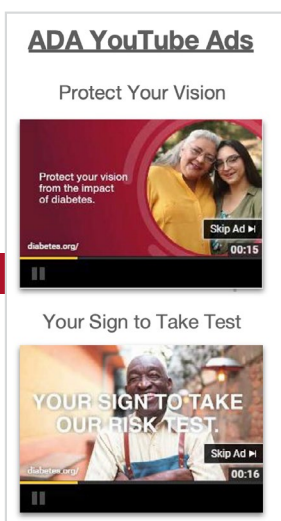 ADA YouTube Ads
Protect Your Vision
Protect your vision
from the impact
of diabetes.
Skip Ad
diabetes.org/
00:15
Your Sign to Take Test
YOUR SIGN TO TAKE
OUR RISK TEST.
Skip Ad
diabetes.org/
00:16